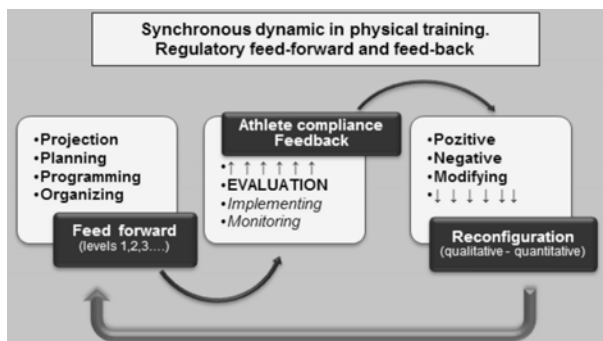 Synchronous dynamic in physical training.
Regulatory feed-forward and feed-back
•Projection
•Planning
•Programming
•Organizing
Feed forward
(levels 1,2,3....)
Athlete compliance
Feedback
•↑ ↑ ↑ ↑ ↑ ↑
•EVALUATION
•Implementing
•Monitoring
•Pozitive
•Negative
•Modifying
•↓ ↓ ↓ ↓ ↓ ↓
Reconfiguration
(qualitative - quantitative)